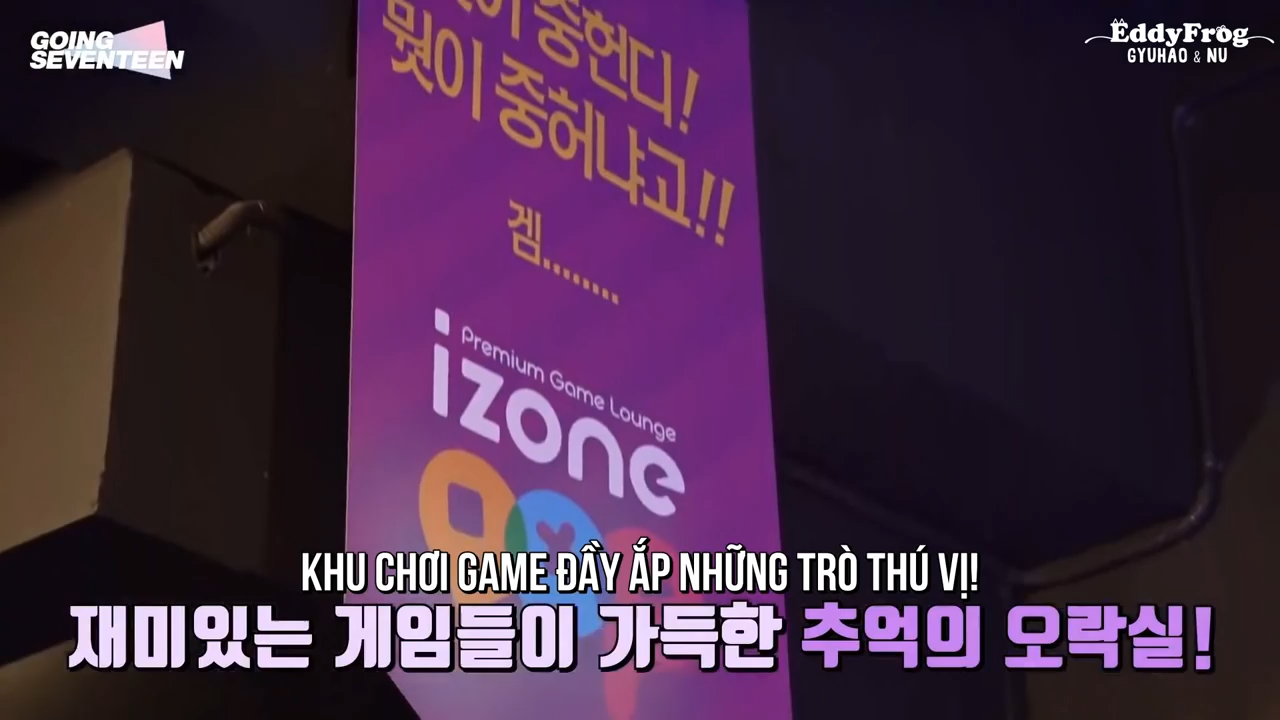 GOING
SEVENTEEN
EddyFrog
GYUHAO & NU
중헌디!
뭣이 중허냐고!!
겜........
Premium Game Lounge
izone
KHU CHƠI GAME ĐẦY ẮP NHỮNG TRÒ THÚ VỊ!
재미있는 게임들이 가득한 추억의 오락실!